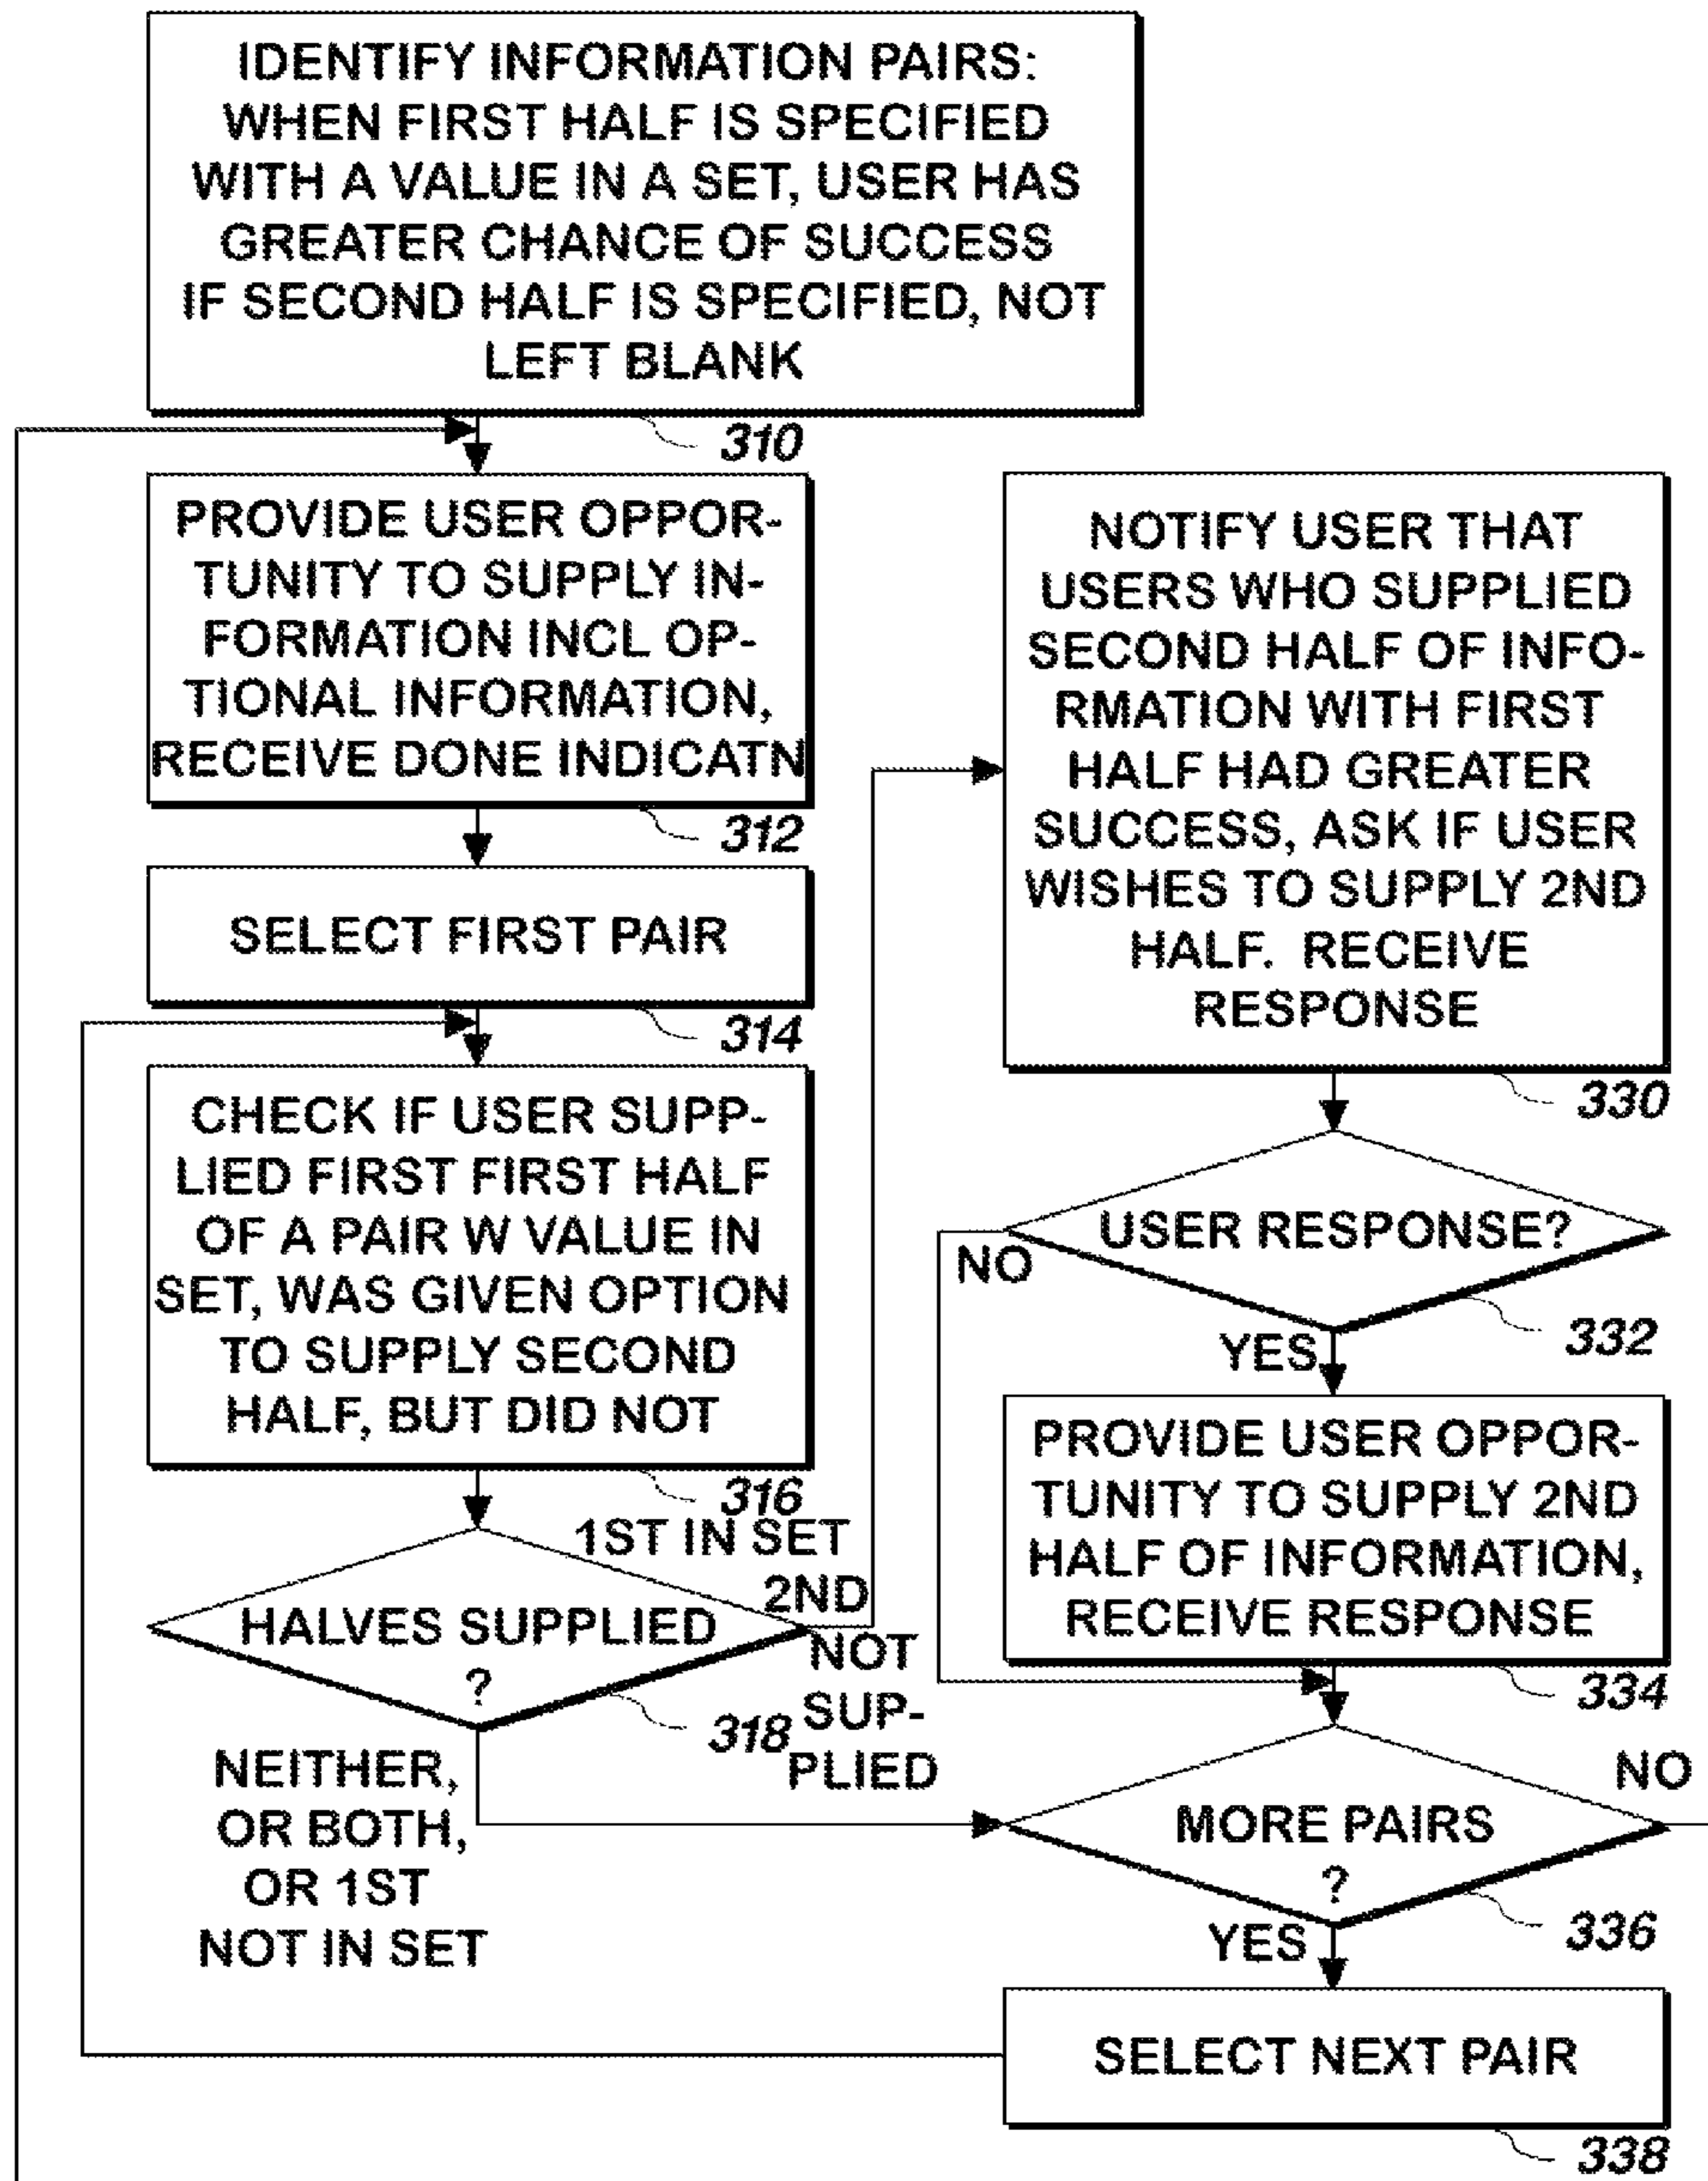 IDENTIFY INFORMATION PAIRS:
WHEN FIRST HALF IS SPECIFIED
WITH A VALUE IN A SET, USER HAS
GREATER CHANCE OF SUCCESS
IF SECOND HALF IS SPECIFIED, NOT
LEFT BLANK
310
PROVIDE USER OPPOR-
TUNITY TO SUPPLY IN-
FORMATION INCL OP-
TIONAL INFORMATION,
RECEIVE DONE INDICATN
312
SELECT FIRST PAIR
314
CHECK IF USER SUPP-
LIED FIRST FIRST HALF
OF A PAIR W VALUE IN
SET, WAS GIVEN OPTION
TO SUPPLY SECOND
HALF, BUT DID NOT
316
HALVES SUPPLIED
?
318
1ST IN SET
2ND
NOT
SUP-
PLIED
NEITHER,
OR BOTH,
OR 1ST
NOT IN SET
NOTIFY USER THAT
USERS WHO SUPPLIED
SECOND HALF OF INFO-
RMATION WITH FIRST
HALF HAD GREATER
SUCCESS, ASK IF USER
WISHES TO SUPPLY 2ND
HALF. RECEIVE
RESPONSE
330
USER RESPONSE?
NO
332
YES
PROVIDE USER OPPOR-
TUNITY TO SUPPLY 2ND
HALF OF INFORMATION,
RECEIVE RESPONSE
334
MORE PAIRS
?
NO
336
YES
SELECT NEXT PAIR
338